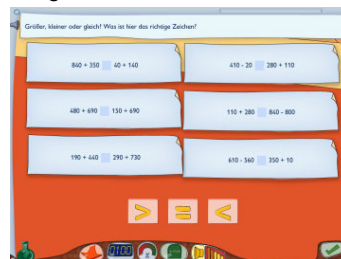 Größer, kleiner oder gleich? Was ist hier das richtige Zeichen?
840 + 350 40 + 140
410 - 20 280 + 110
480 + 690 150 + 690
110 + 280 840 - 800
190 + 440 290 + 730
610 - 560 350 + 10
> = <